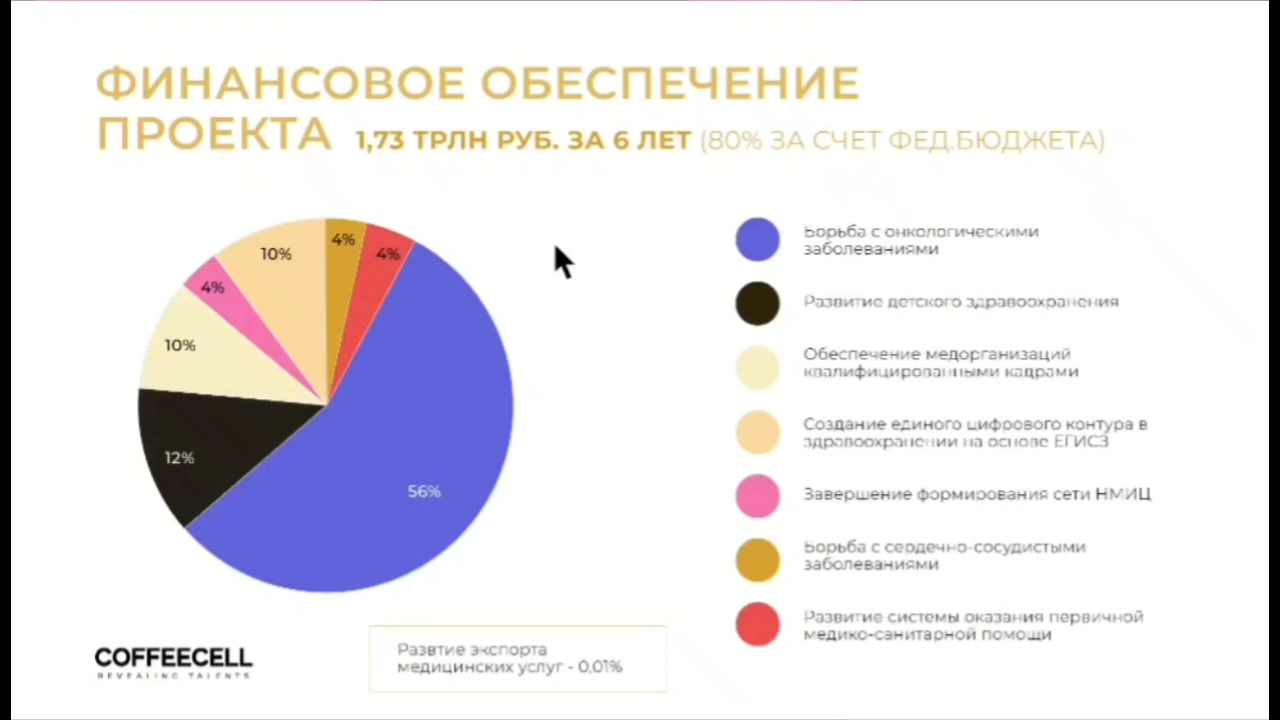 ФИНАНСОВОЕ ОБЕСПЕЧЕНИЕ
ПРОЕКТА 1,73 ТРЛН РУБ. ЗА 6 ЛЕТ (80% ЗА СЧЕТ ФЕД.БЮДЖЕТА)
4%
4%
10%
4%
10%
12%
56%
Борьба с онкологическими
заболеваниями
Развитие детского здравоохранения
Обеспечение медорганизаций
квалифицированными кадрами
Создание единого цифрового контура в
здравоохранении на основе ЕГИСЗ
Завершение формирования сети НМИЦ
Борьба с сердечно-сосудистыми
заболеваниями
Развитие системы оказания первичной
медико-санитарной помощи
Развтие экспорта
медицинских услуг - 0,01%
COFFEECELL
REVEALING TALENTS